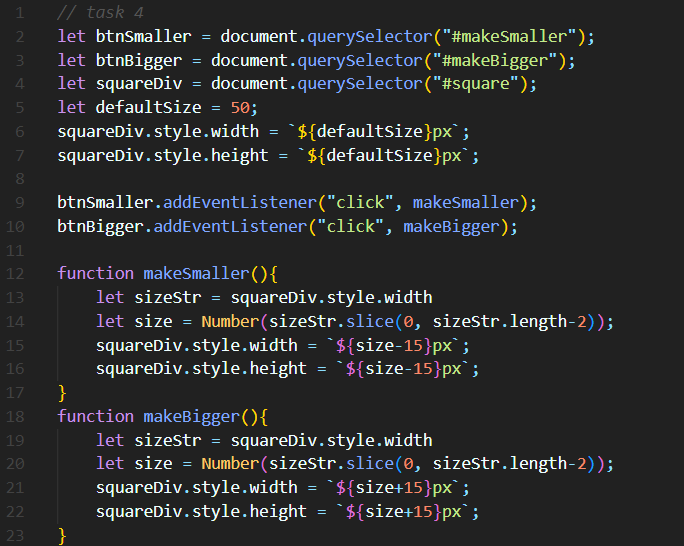 1 // task 4
2 let btnSmaller = document.querySelector("#makeSmaller");
3 let btnBigger = document.querySelector("#makeBigger");
4 let squareDiv = document.querySelector("#square");
5 let defaultSize = 50;
6 squareDiv.style.width = `${defaultSize}px`;
7 squareDiv.style.height = `${defaultSize}px`;
8
9 btnSmaller.addEventListener("click", makeSmaller);
10 btnBigger.addEventListener("click", makeBigger);
11
12 function makeSmaller(){
13     let sizeStr = squareDiv.style.width
14     let size = Number(sizeStr.slice(0, sizeStr.length-2));
15     squareDiv.style.width = `${size-15}px`;
16     squareDiv.style.height = `${size-15}px`;
17 }
18 function makeBigger(){
19     let sizeStr = squareDiv.style.width
20     let size = Number(sizeStr.slice(0, sizeStr.length-2));
21     squareDiv.style.width = `${size+15}px`;
22     squareDiv.style.height = `${size+15}px`;
23 }